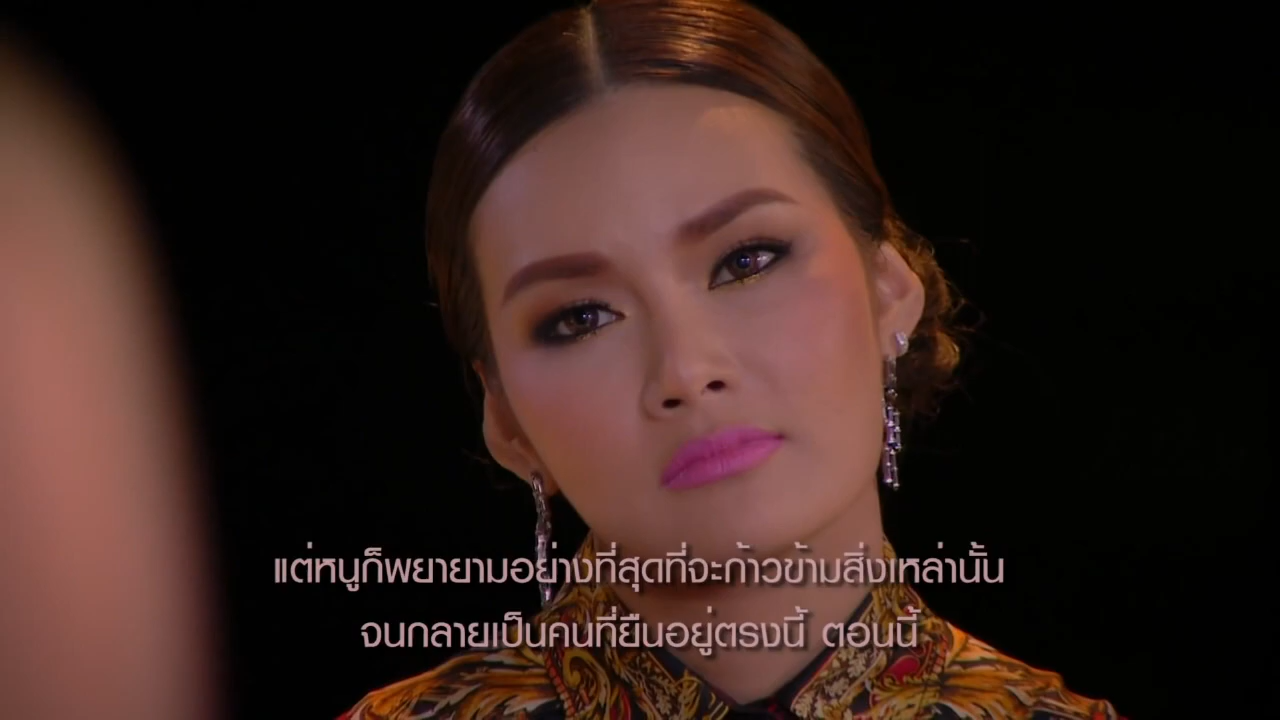 แต่หนูก็พยายามอย่างที่สุดที่จะก้าวข้ามสิ่งเหล่านั้น
จนกลายเป็นคนที่ยืนอยู่ตรงนี้ ตอนนี้